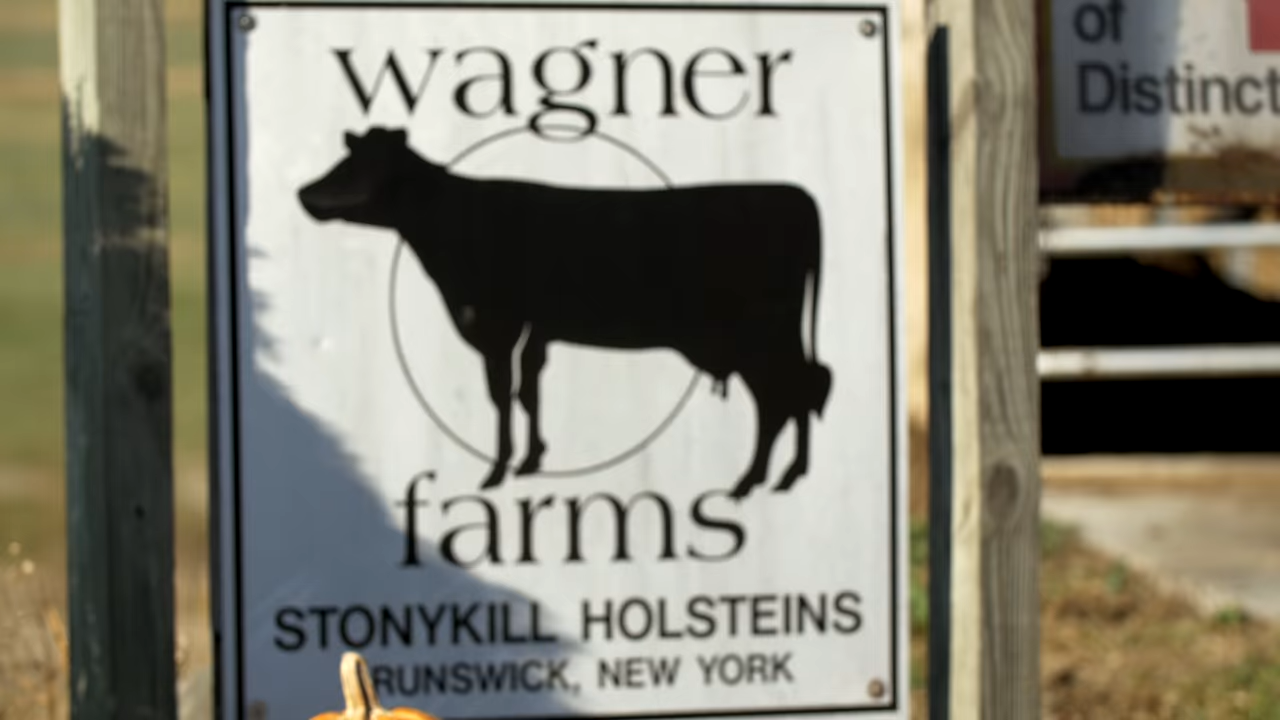 wagner
farms
STONYKILL HOLSTEINS
RUNSWICK, NEW YORK
of
Distinct